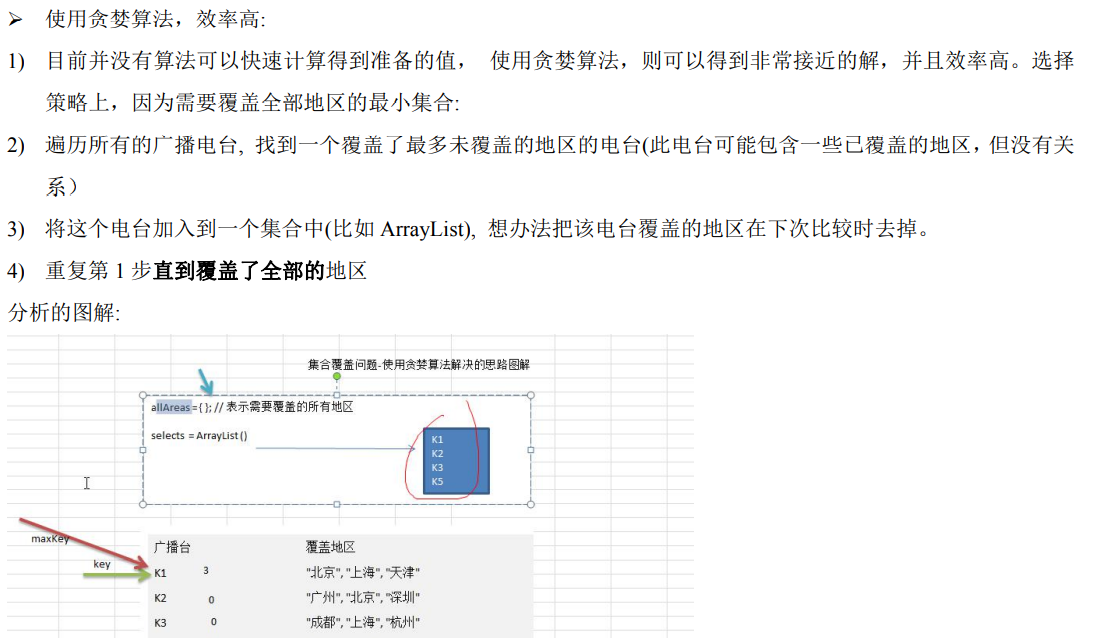 ➢ 使用贪婪算法，效率高:
1) 目前并没有算法可以快速计算得到准备的值， 使用贪婪算法，则可以得到非常接近的解，并且效率高。选择
策略上，因为需要覆盖全部地区的最小集合:
2) 遍历所有的广播电台, 找到一个覆盖了最多未覆盖的地区的电台(此电台可能包含一些已覆盖的地区，但没有关
系）
3) 将这个电台加入到一个集合中(比如 ArrayList), 想办法把该电台覆盖的地区在下次比较时去掉。
4) 重复第 1 步直到覆盖了全部的地区
分析的图解:
集合覆盖问题-使用贪婪算法解决的思路图解
allAreas={ }; // 表示需要覆盖的所有地区
selects = ArrayList()
K1
K2
K3
K5
maxKey
广播台 覆盖地区
key
K1 3 "北京", "上海", "天津"
K2 0 "广州", "北京", "深圳"
K3 0 "成都", "上海", "杭州"